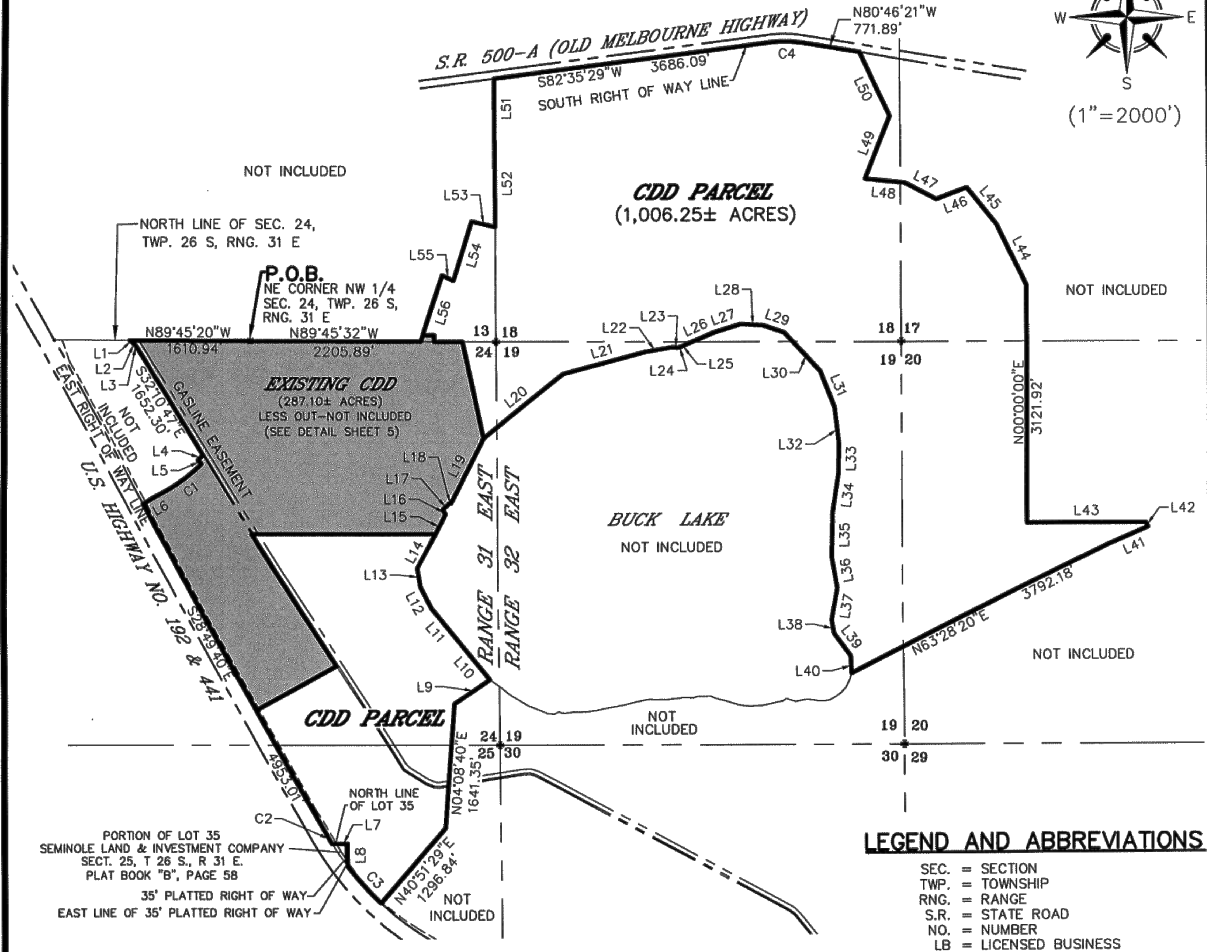 N80°46'21"W
771.89'
W
E
S
(1"=2000')
S.R. 500-A (OLD MELBOURNE HIGHWAY)
S82°35'29"W 3686.09'
C4
SOUTH RIGHT OF WAY LINE
L51
L50
L49
L52
NOT INCLUDED
CDD PARCEL
(1,006.25± ACRES)
L48
L47
L46
L45
L53
NORTH LINE OF SEC. 24,
TWP. 26 S, RNG. 31 E
L54
L55
L44
P.O.B.
NE CORNER NW 1/4
SEC. 24, TWP. 26 S,
RNG. 31 E
L56
NOT INCLUDED
L28
L29
L27
L26
L23
L22
N89°45'20"W
1610.94
N89°45'32"W
2205.89'
13 18
24 19
18 17
19 20
L1
L2
L3
L21
L24
L25
L30
S32°10'47"E
1652.30'
GASLINE EASEMENT
EXISTING CDD
(287.10± ACRES)
LESS OUT-NOT INCLUDED
(SEE DETAIL SHEET 5)
L20
L31
N00°00'00"E
3121.92'
NOT
INCLUDED
EAST RIGHT OF WAY LINE
U.S. HIGHWAY NO. 192 & 441
L4
L5
L6
C1
L18
L17
L16
L15
L19
L32
L33
L34
RANGE 31 EAST
RANGE 32 EAST
BUCK LAKE
NOT INCLUDED
L43
L42
L41
L14
L13
L12
L11
L10
L9
L35
L36
L37
L38
L39
L40
3792.18'
N63°28'20"E
NOT INCLUDED
S28°49'40"E
4953.01'
CDD PARCEL
NOT
INCLUDED
24 19
25 30
19 20
30 29
N04°08'40"E
1641.35'
NORTH LINE
OF LOT 35
C2
L7
L8
C3
N40°51'29"E
1296.84'
NOT
INCLUDED
PORTION OF LOT 35
SEMINOLE LAND & INVESTMENT COMPANY
SECT. 25, T 26 S., R 31 E.
PLAT BOOK "B", PAGE 58
35' PLATTED RIGHT OF WAY
EAST LINE OF 35' PLATTED RIGHT OF WAY
LEGEND AND ABBREVIATIONS
SEC. = SECTION
TWP. = TOWNSHIP
RNG. = RANGE
S.R. = STATE ROAD
NO. = NUMBER
LB = LICENSED BUSINESS